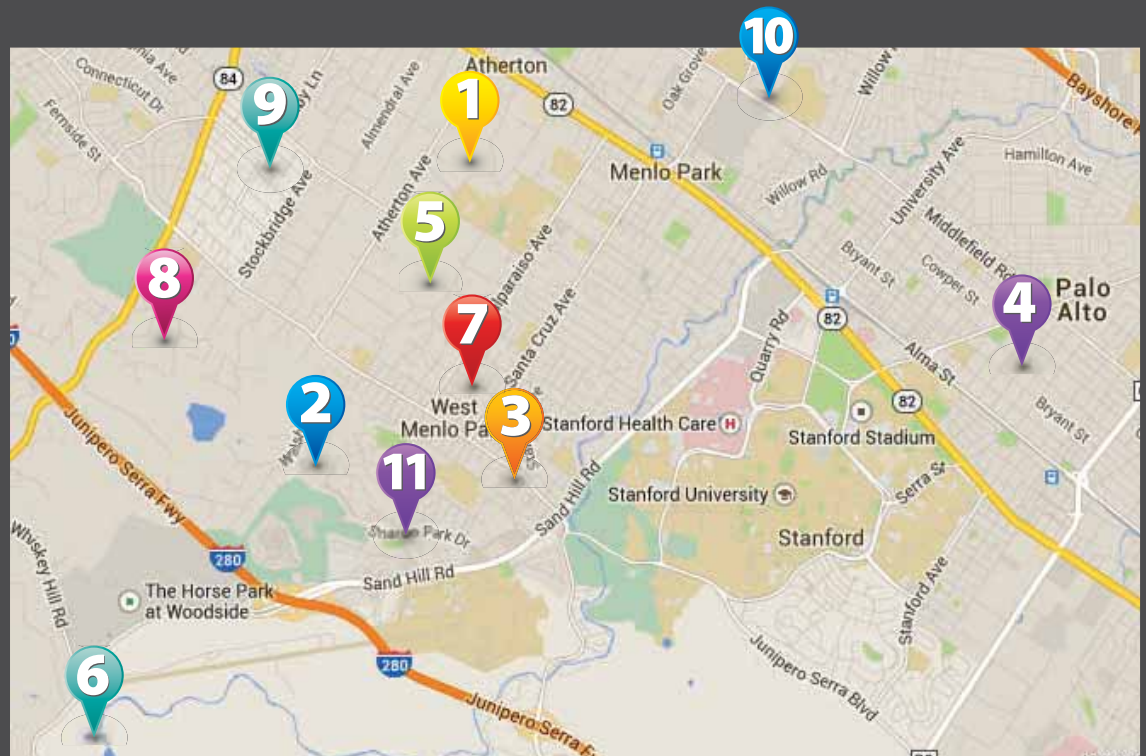 10
Connecticut Dr
84
9
Almendral Ave
Atherton
1
82
Oak Grove
Bayshore
Fernside St
Menlo Park
Willow Rd
University Ave
Hamilton Ave
Stockbridge Ave
Atherton Ave
5
Middlefield Rd
Bryant St
Cowper St
8
Palo
Alto
4
7
Santa Cruz Ave
82
Quarry Rd
Alma St
82
2
West
Menlo
3
Stanford Health Care
H
Stanford Stadium
Bryant St
Junipero Serra Fwy
11
Stanford University
Sand Hill Rd
Serra St
Park Dr
Stanford
280
Sand Hill Rd
Whiskey Hill Rd
The Horse Park
at Woodside
Stanford Ave
280
6
Junipero Serra Blvd
Junipero Serra F